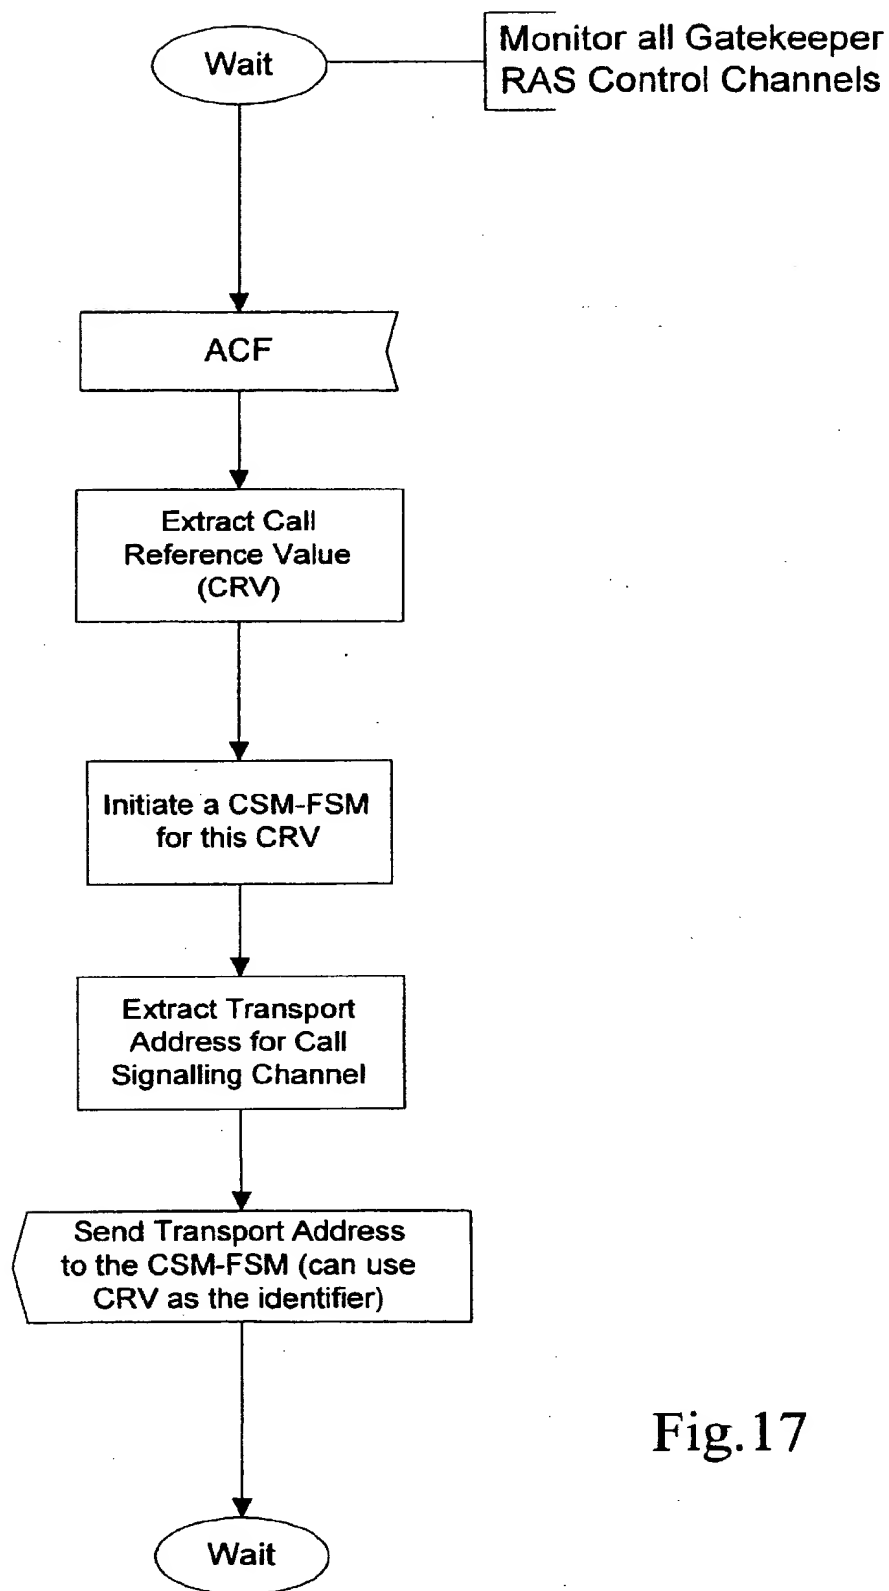 Wait
Monitor all Gatekeeper
RAS Control Channels
ACF
Extract Call
Reference Value
(CRV)
Initiate a CSM-FSM
for this CRV
Extract Transport
Address for Call
Signalling Channel
Send Transport Address
to the CSM-FSM (can use
CRV as the identifier)
Fig.17
Wait